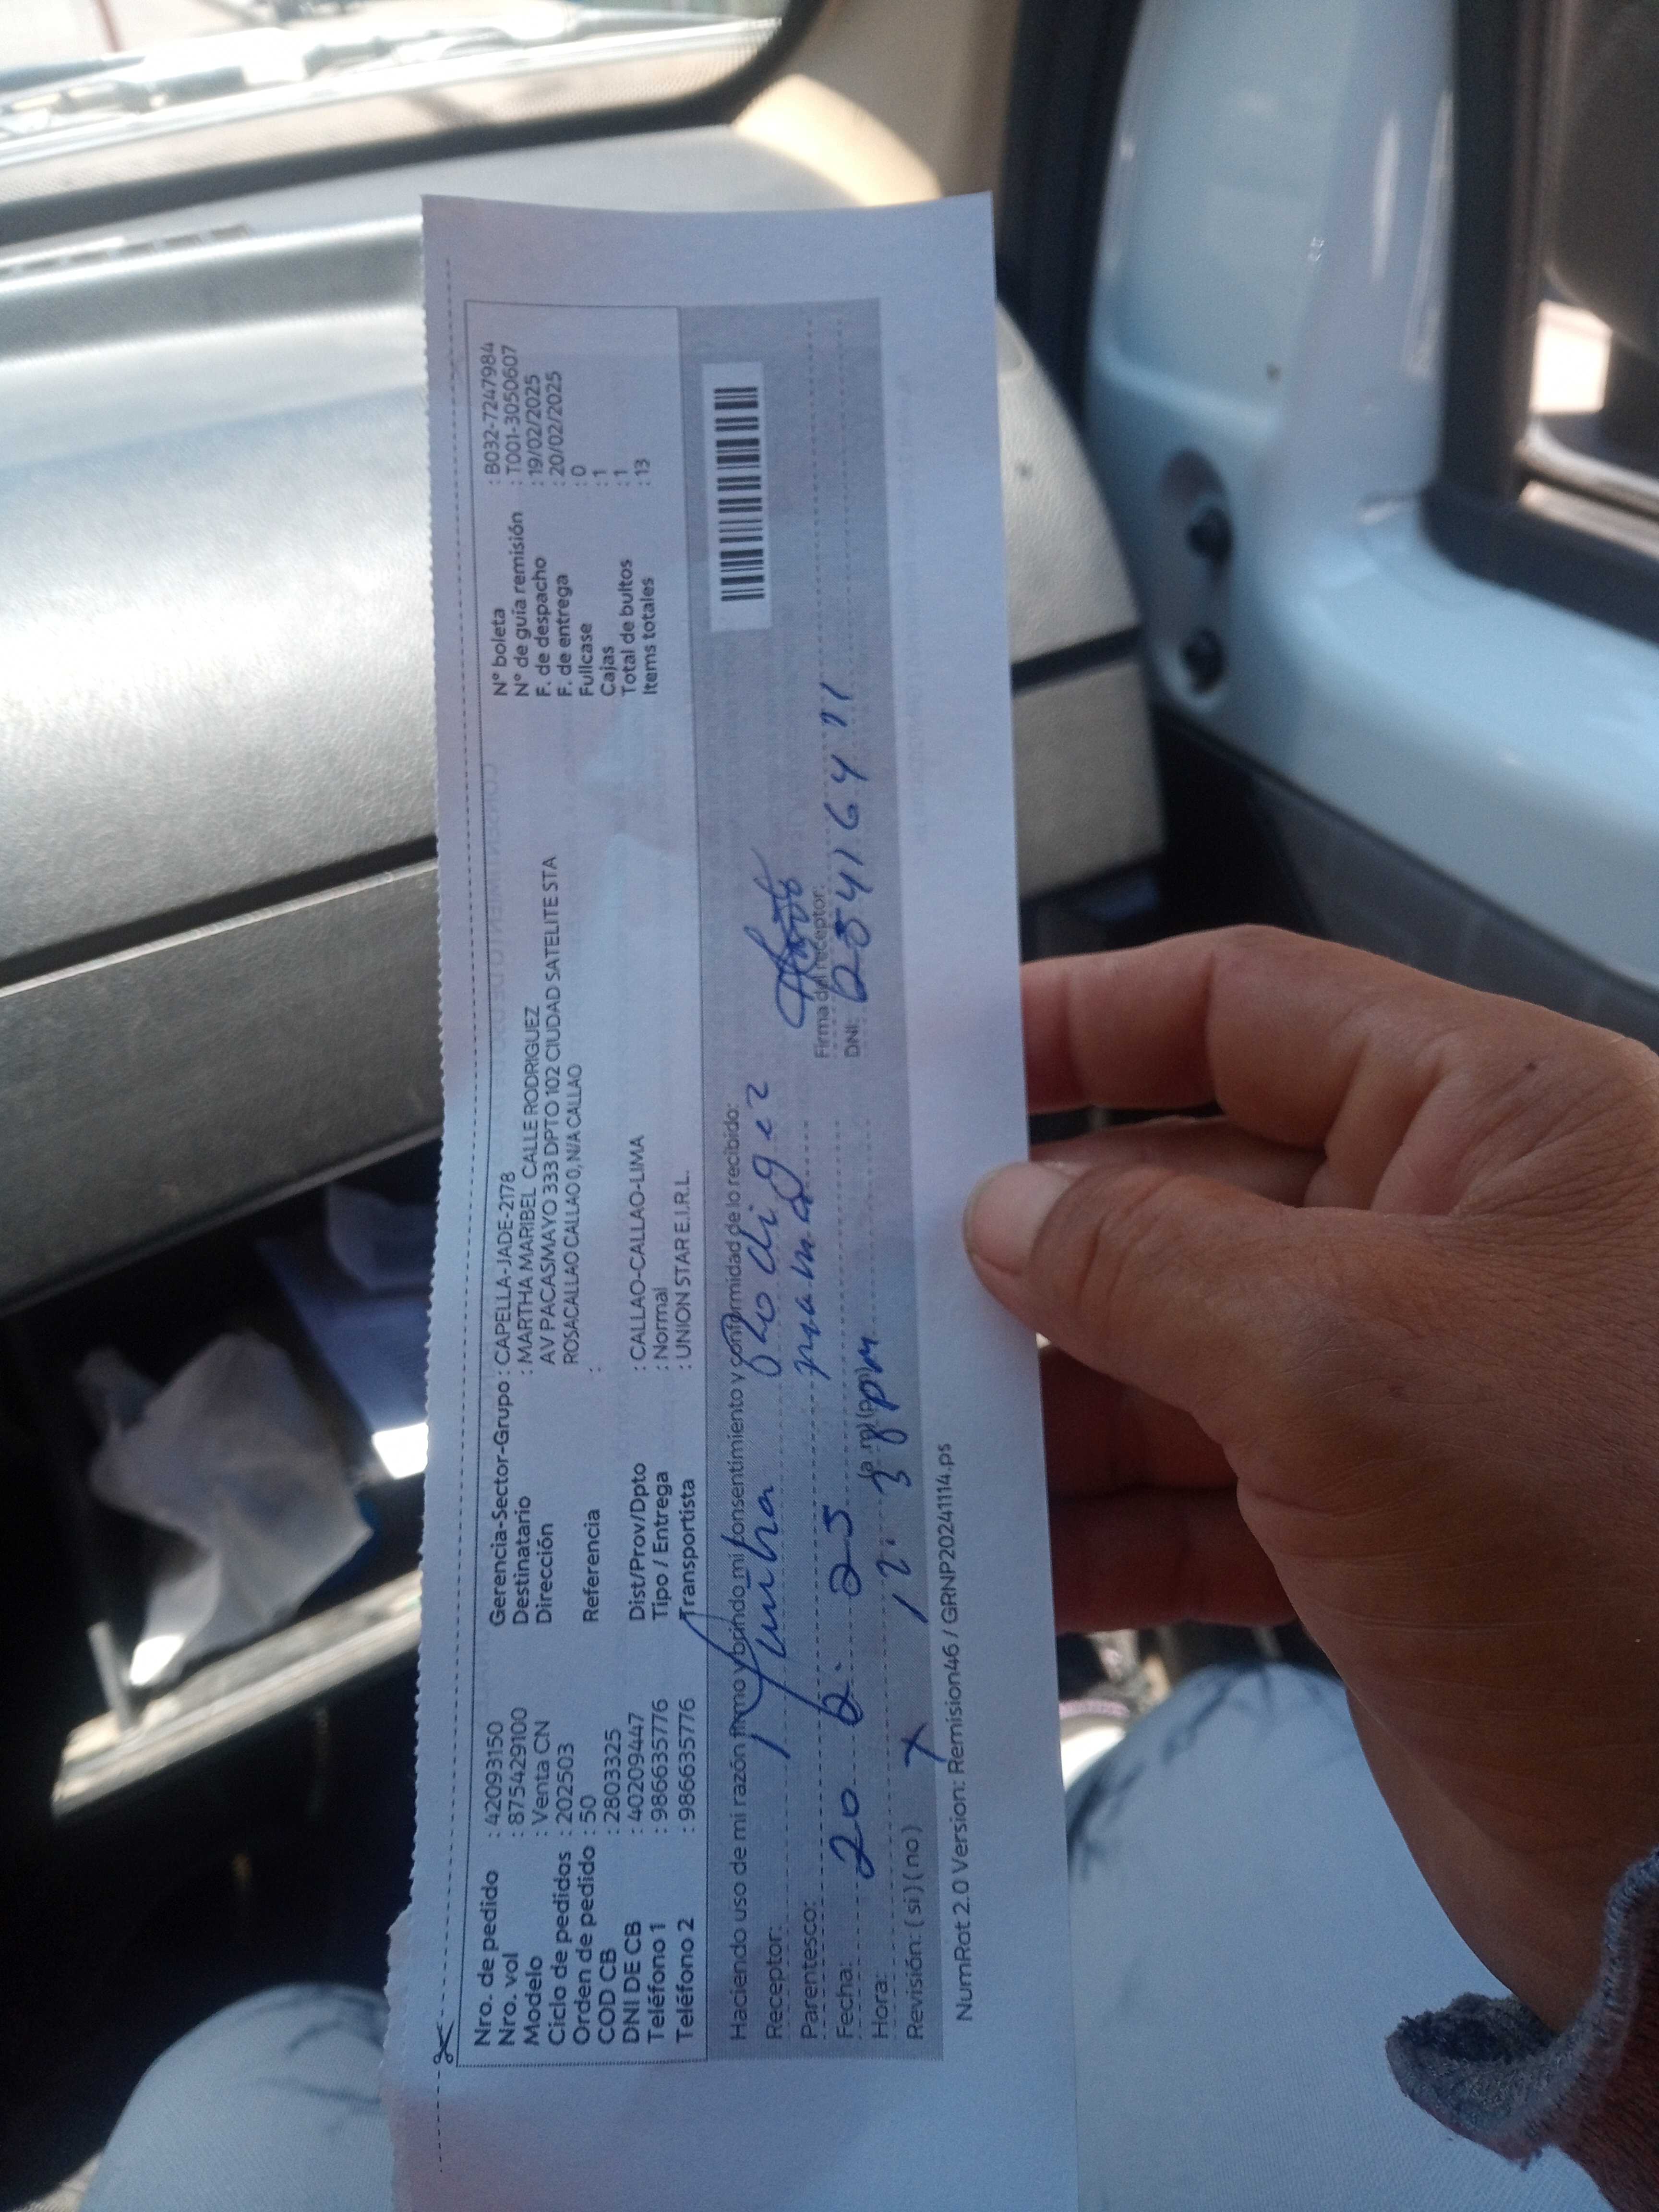 Nro. de pedido : 42093150 Gerencia-Sector-Grupo : CAPELLA-JADE-2178 N° boleta : B032-7247984
Nro. vol : 875429100 Destinatario : MARTHA MARIBEL CALLE RODRIGUEZ N° de guía remisión : T001-3050607
Modelo : Venta CN Dirección AV PACASMAYO 333 DPTO 102 CIUDAD SATELITE STA F. de despacho : 19/02/2025
Ciclo de pedidos : 202503 ROSACALLAO CALLAO 0, N/A CALLAO F. de entrega : 20/02/2025
Orden de pedido : 50 Referencia : Fullcase : 0
COD CB : 2803325 Cajas : 1
DNI DE CB : 40209447 Dist/Prov/Dpto : CALLAO-CALLAO-LIMA Total de bultos : 1
Teléfono 1 : 986635776 Tipo / Entrega : Normal Items totales : 13
Teléfono 2 : 986635776 Transportista : UNION STAR E.I.R.L.
Haciendo uso de mi razón firmo y brindo mi consentimiento y conformidad de lo recibido:
Receptor:
Parentesco: mamá Firma del receptor:
Fecha: 20 2. 25 DNI:
Hora: 12: 38 pm (a.m) (p.m)
Revisión: ( si ) ( no ) X
NumRot 2.0 Version: Remision46 / GRNP20241114.ps